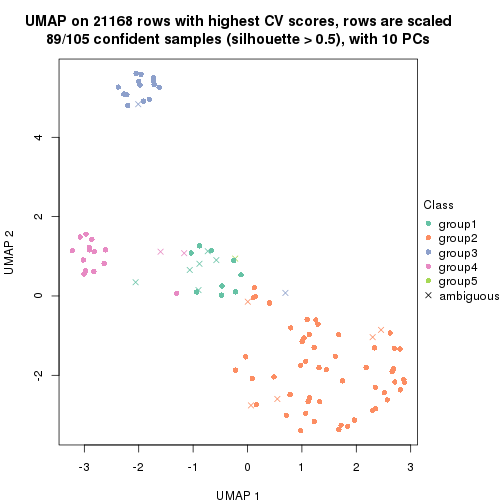 UMAP on 21168 rows with highest CV scores, rows are scaled
89/105 confident samples (silhouette > 0.5), with 10 PCs
UMAP 2
4
2
0
-2
-3
-2
-1
0
1
2
3
UMAP 1
Class
group1
group2
group3
group4
group5
ambiguous